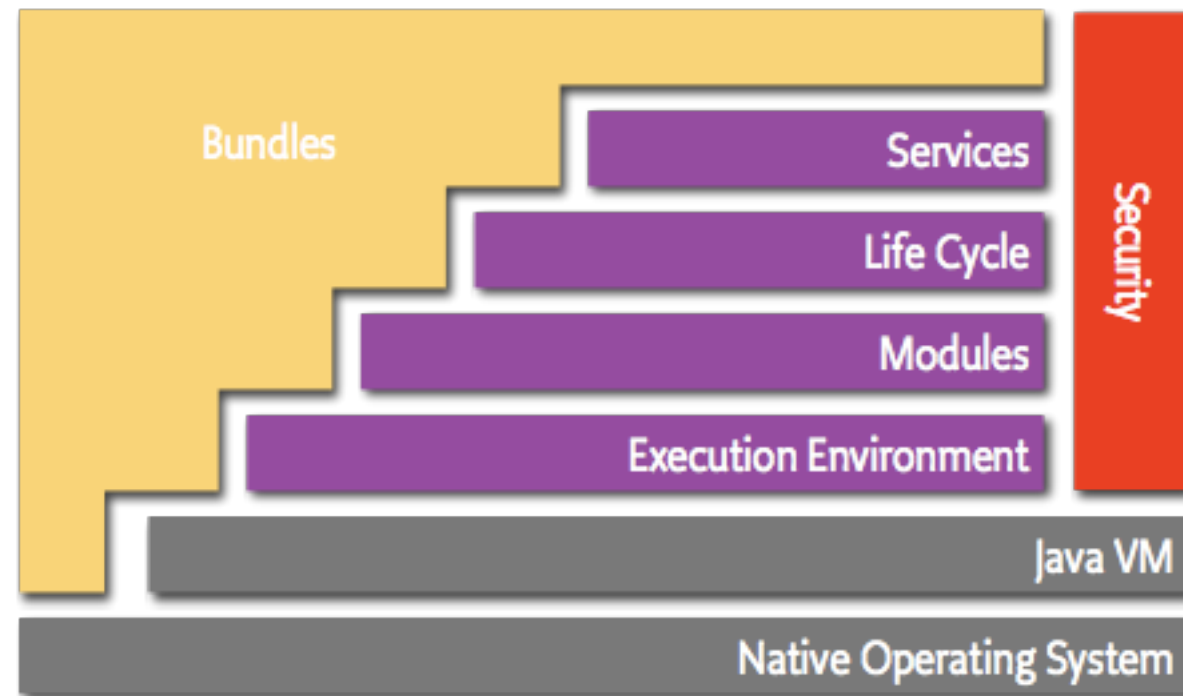 Bundles
Services
Life Cycle
Modules
Execution Environment
Security
Java VM
Native Operating System